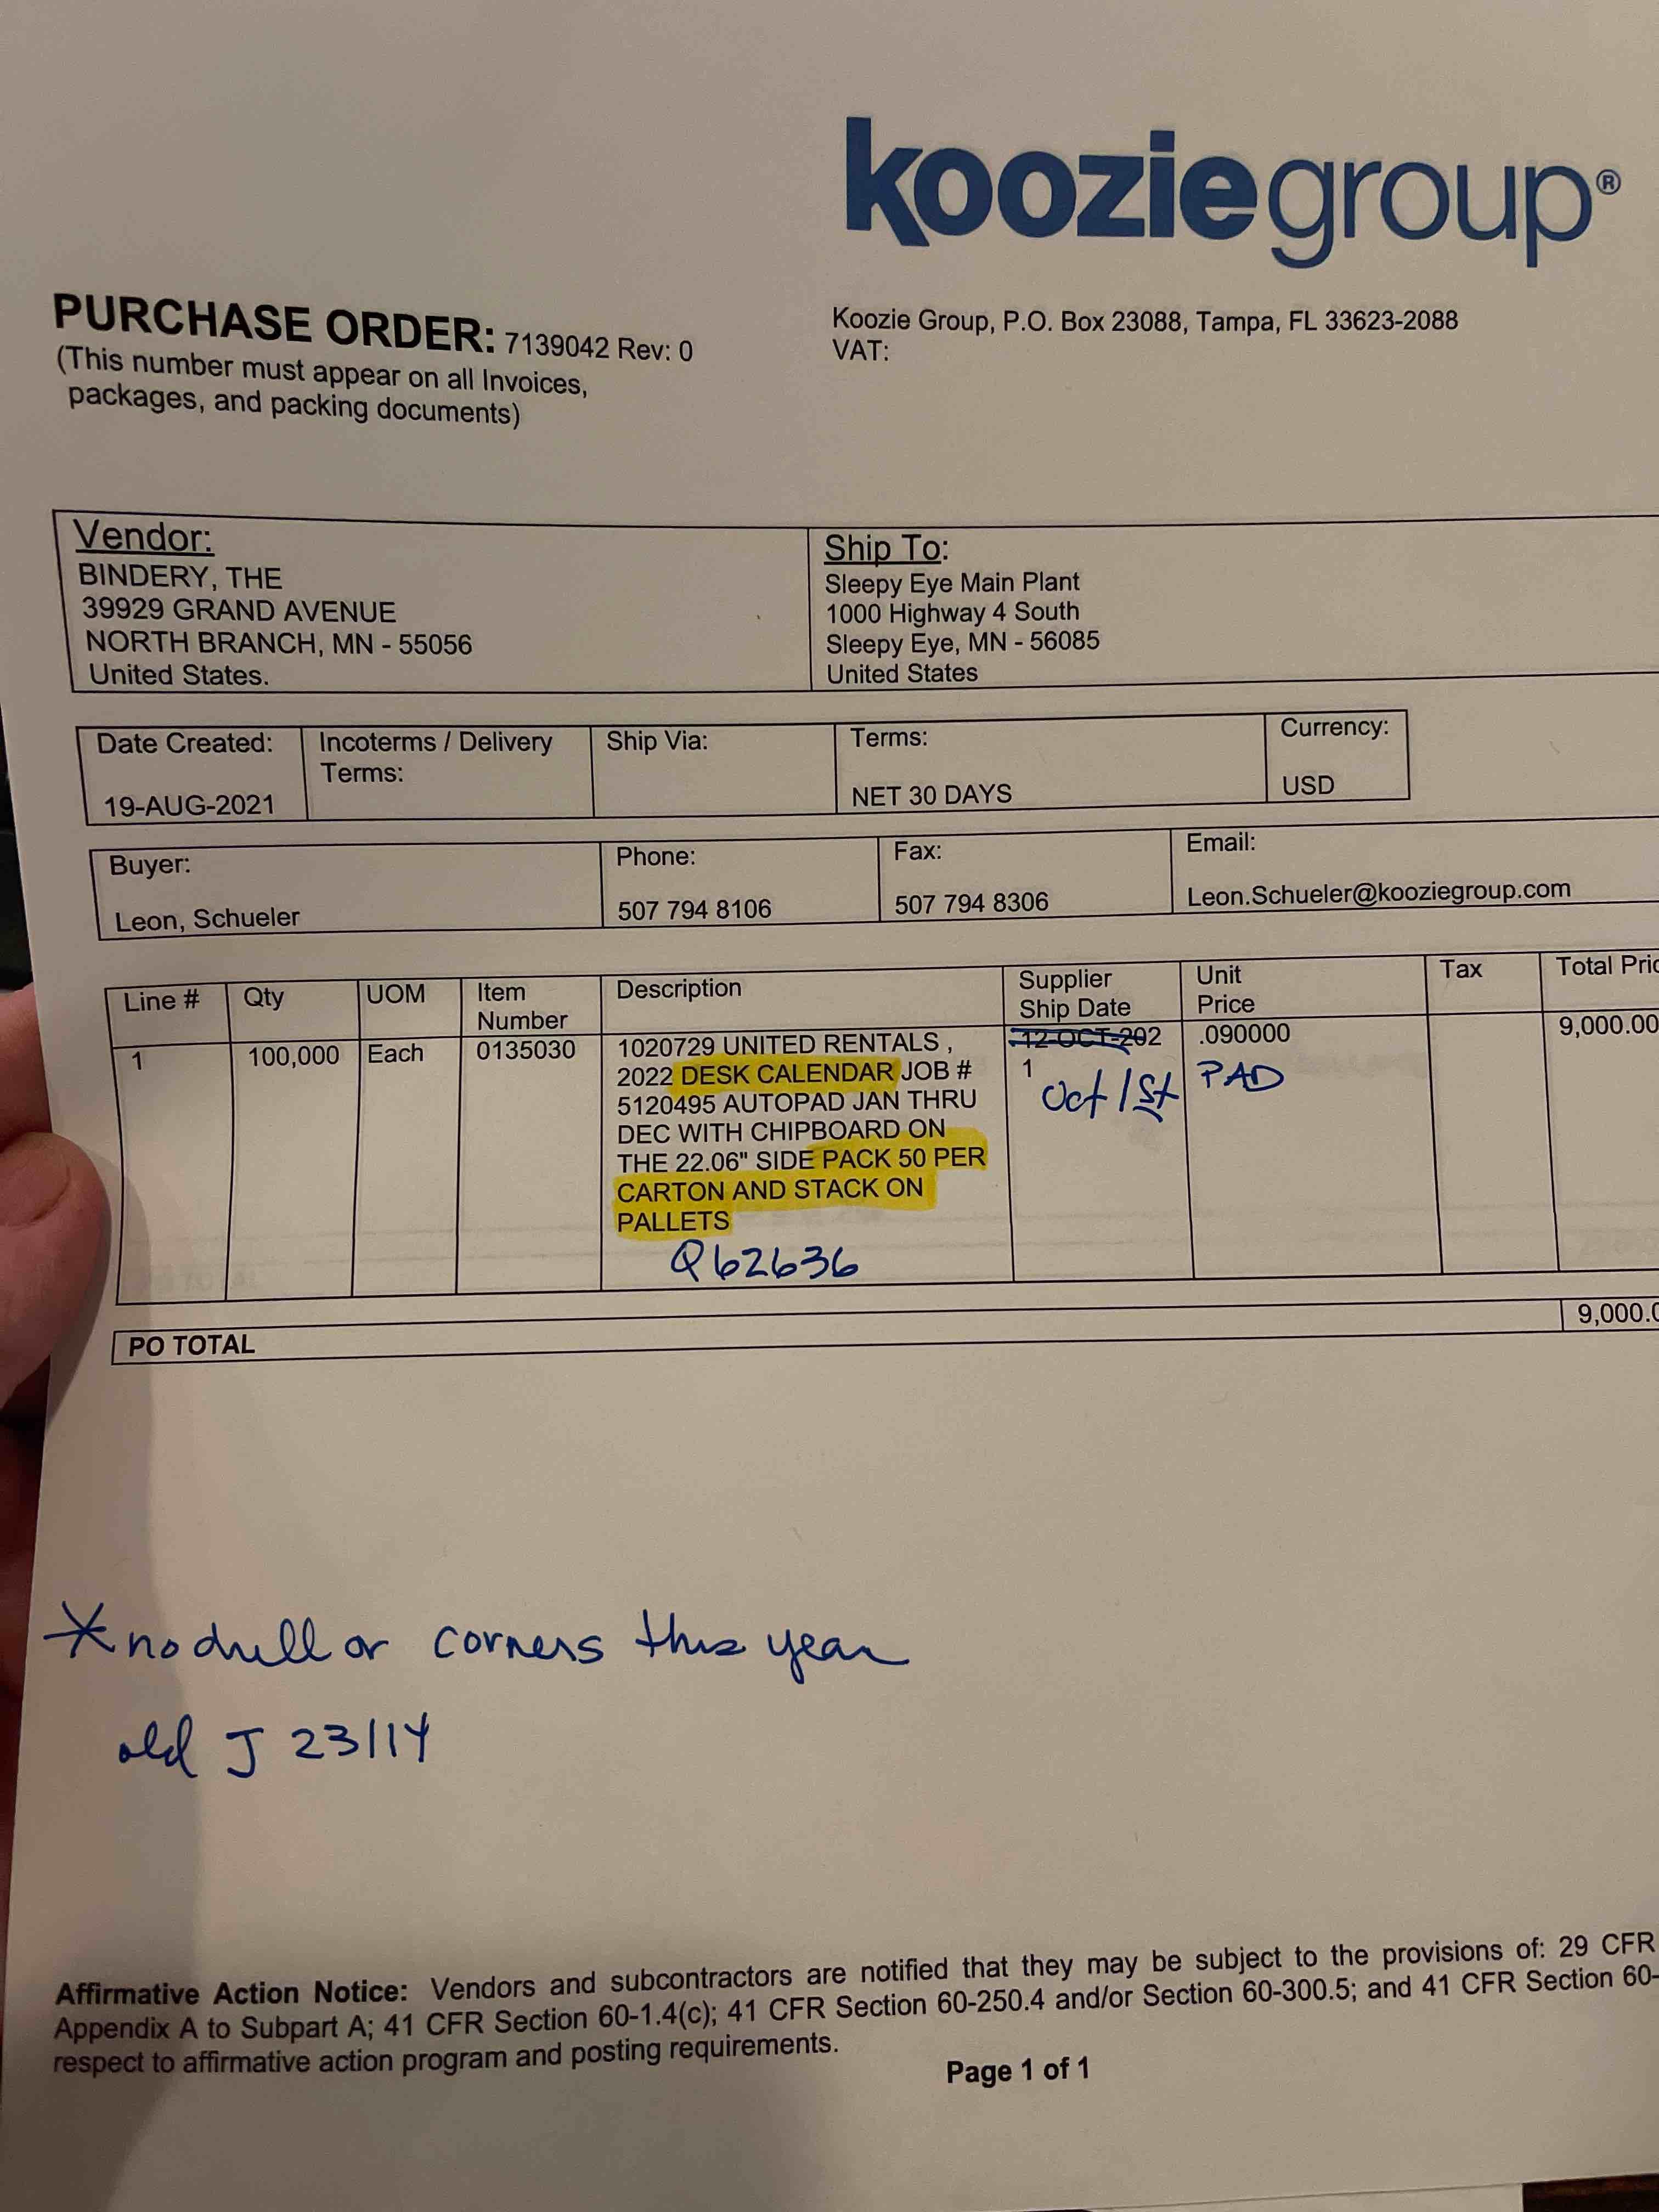 kooziegroup®
PURCHASE ORDER: 7139042 Rev: 0
(This number must appear on all Invoices,
packages, and packing documents)
Koozie Group, P.O. Box 23088, Tampa, FL 33623-2088
VAT:
Vendor:
BINDERY, THE
39929 GRAND AVENUE
NORTH BRANCH, MN - 55056
United States.
Ship To:
Sleepy Eye Main Plant
1000 Highway 4 South
Sleepy Eye, MN - 56085
United States
Date Created:
19-AUG-2021
Incoterms / Delivery
Terms:
Ship Via:
Terms:
NET 30 DAYS
Currency:
USD
Buyer:
Leon, Schueler
Phone:
507 794 8106
Fax:
507 794 8306
Email:
Leon.Schueler@kooziegroup.com
Line #
Qty
UOM
Item
Number
Description
Supplier
Ship Date
Unit
Price
Tax
Total Pric
1
100,000
Each
0135030
1020729 UNITED RENTALS ,
2022 DESK CALENDAR JOB #
5120495 AUTOPAD JAN THRU
DEC WITH CHIPBOARD ON
THE 22.06" SIDE PACK 50 PER
CARTON AND STACK ON
PALLETS
Q62636
12-OCT-202
1
Oct 1st
.090000
PAD
9,000.00
PO TOTAL
9,000.0
*no drill or corners this year
old J 23114
Affirmative Action Notice: Vendors and subcontractors are notified that they may be subject to the provisions of: 29 CFR
Appendix A to Subpart A; 41 CFR Section 60-1.4(c); 41 CFR Section 60-250.4 and/or Section 60-300.5; and 41 CFR Section 60-
respect to affirmative action program and posting requirements.
Page 1 of 1